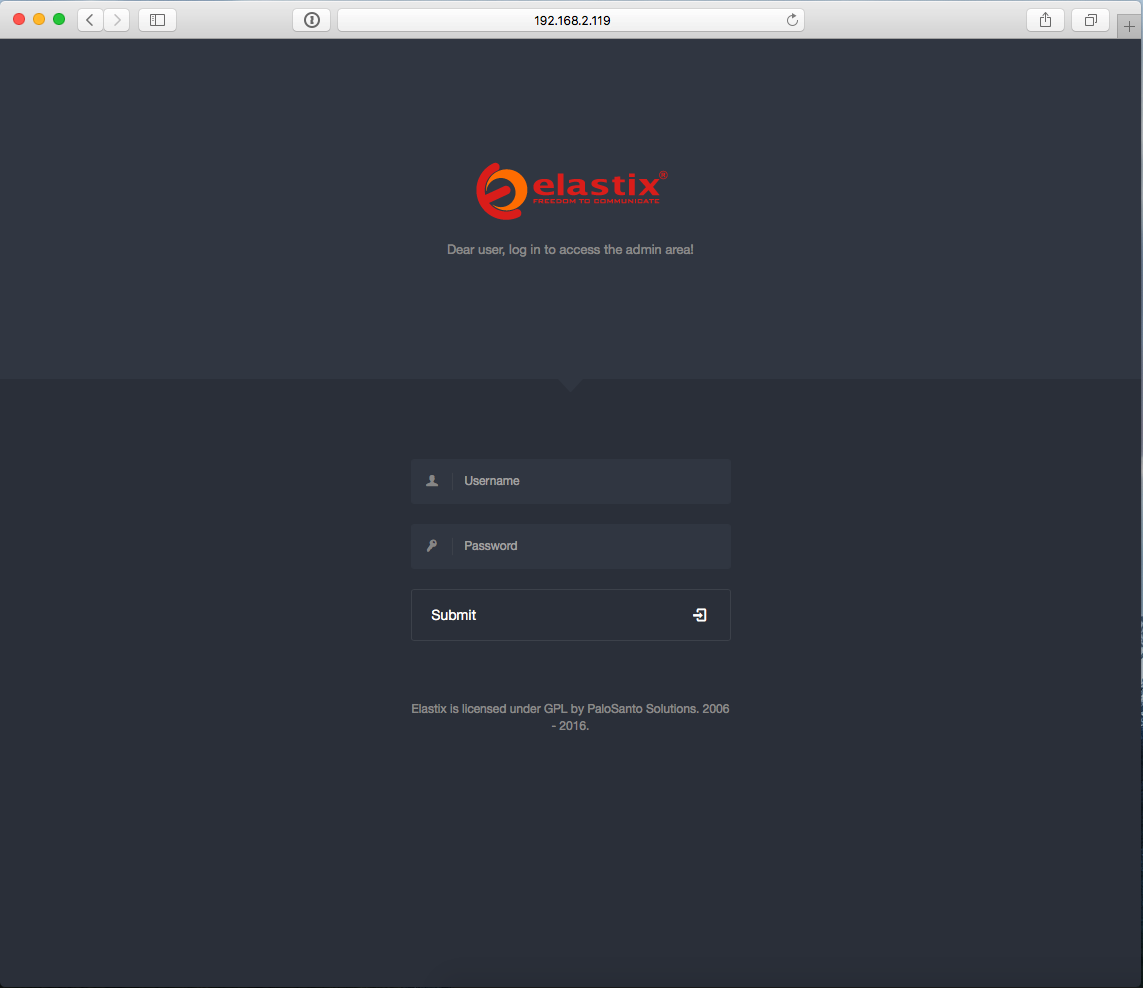 192.168.2.119
elastix®
FREEDOM TO COMMUNICATE
Dear user, log in to access the admin area!
Username
Password
Submit
Elastix is licensed under GPL by PaloSanto Solutions. 2006
- 2016.